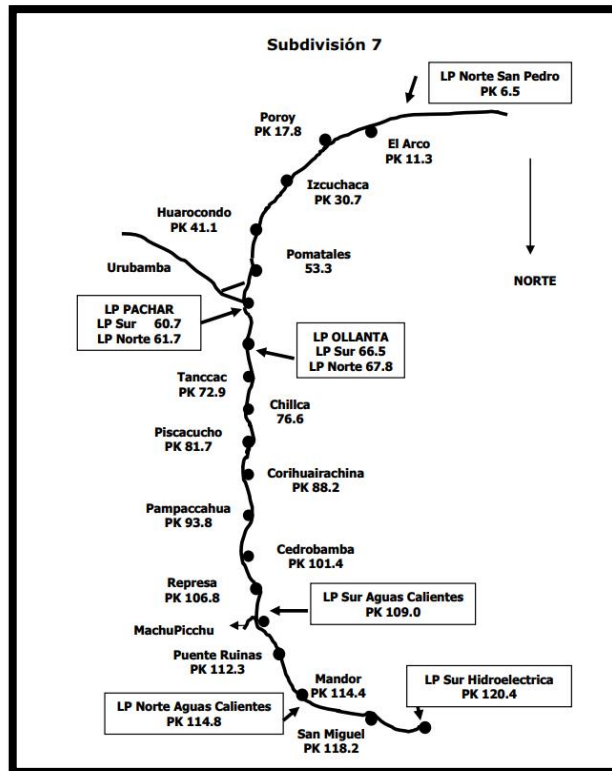 Subdivisión 7
LP Norte San Pedro
PK 6.5
Poroy
PK 17.8
El Arco
PK 11.3
Izcuchaca
PK 30.7
Huarocondo
PK 41.1
Pomatales
53.3
Urubamba
NORTE
LP PACHAR
LP Sur 60.7
LP Norte 61.7
LP OLLANTA
LP Sur 66.5
LP Norte 67.8
Tanccac
PK 72.9
Chillca
76.6
Piscacucho
PK 81.7
Corihuairachina
PK 88.2
Pampaccahua
PK 93.8
Cedrobamba
PK 101.4
Represa
PK 106.8
LP Sur Aguas Calientes
PK 109.0
MachuPicchu
Puente Ruinas
PK 112.3
Mandor
PK 114.4
LP Sur Hidroelectrica
PK 120.4
LP Norte Aguas Calientes
PK 114.8
San Miguel
PK 118.2